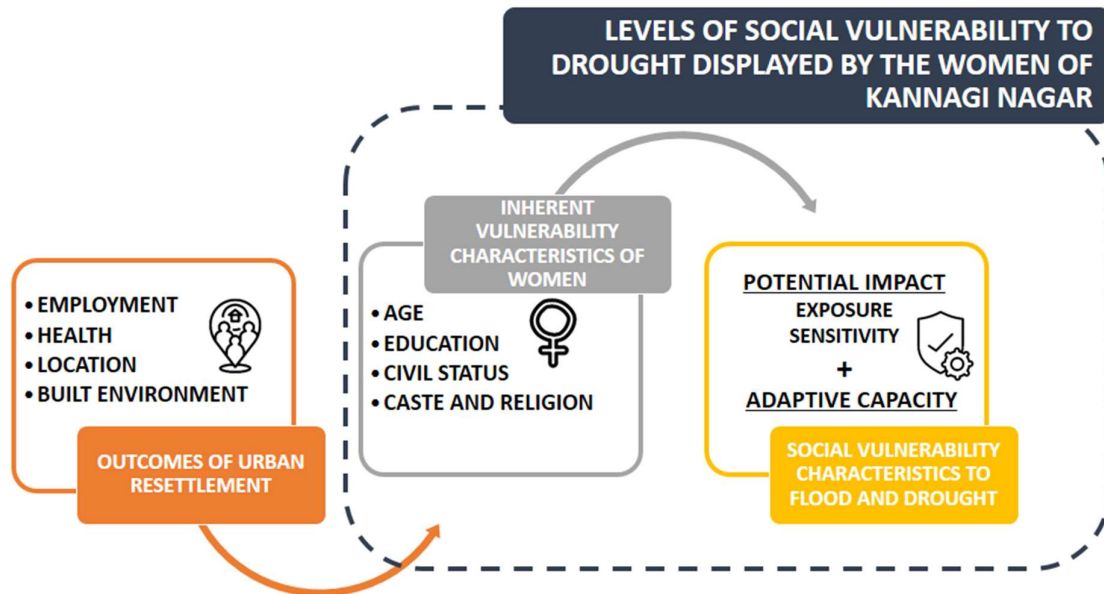 LEVELS OF SOCIAL VULNERABILITY TO
DROUGHT DISPLAYED BY THE WOMEN OF
KANNAGI NAGAR
• EMPLOYMENT
• HEALTH
• LOCATION
• BUILT ENVIRONMENT
OUTCOMES OF URBAN
RESETTLEMENT
INHERENT
VULNERABILITY
CHARACTERISTICS OF
WOMEN
• AGE
• EDUCATION
• CIVIL STATUS
• CASTE AND RELIGION
POTENTIAL IMPACT
EXPOSURE
SENSITIVITY
+
ADAPTIVE CAPACITY
SOCIAL VULNERABILITY
CHARACTERISTICS TO
FLOOD AND DROUGHT